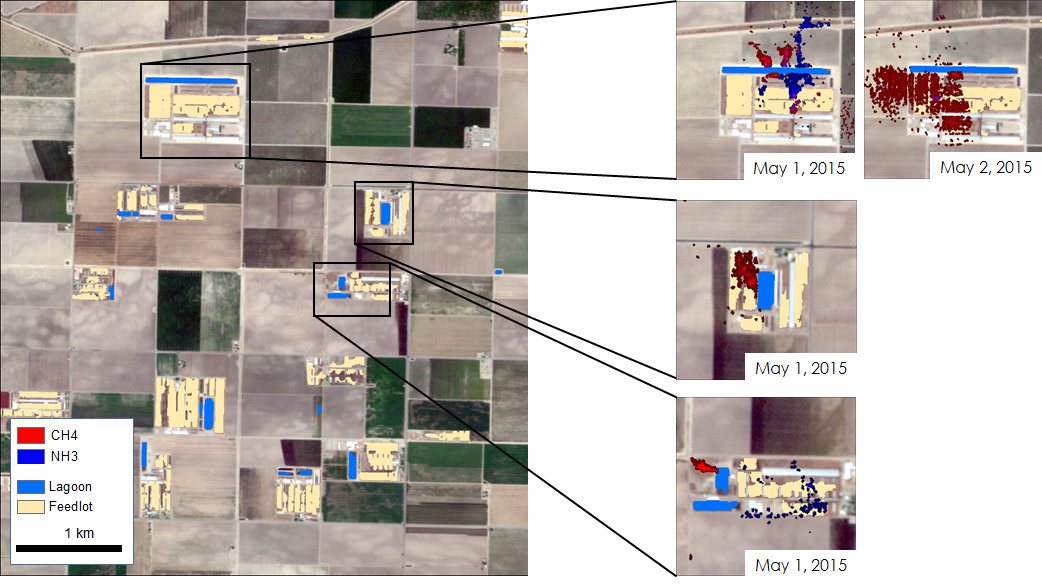 May 1, 2015
May 2, 2015
May 1, 2015
CH4
NH3
Lagoon
Feedlot
1 km
May 1, 2015